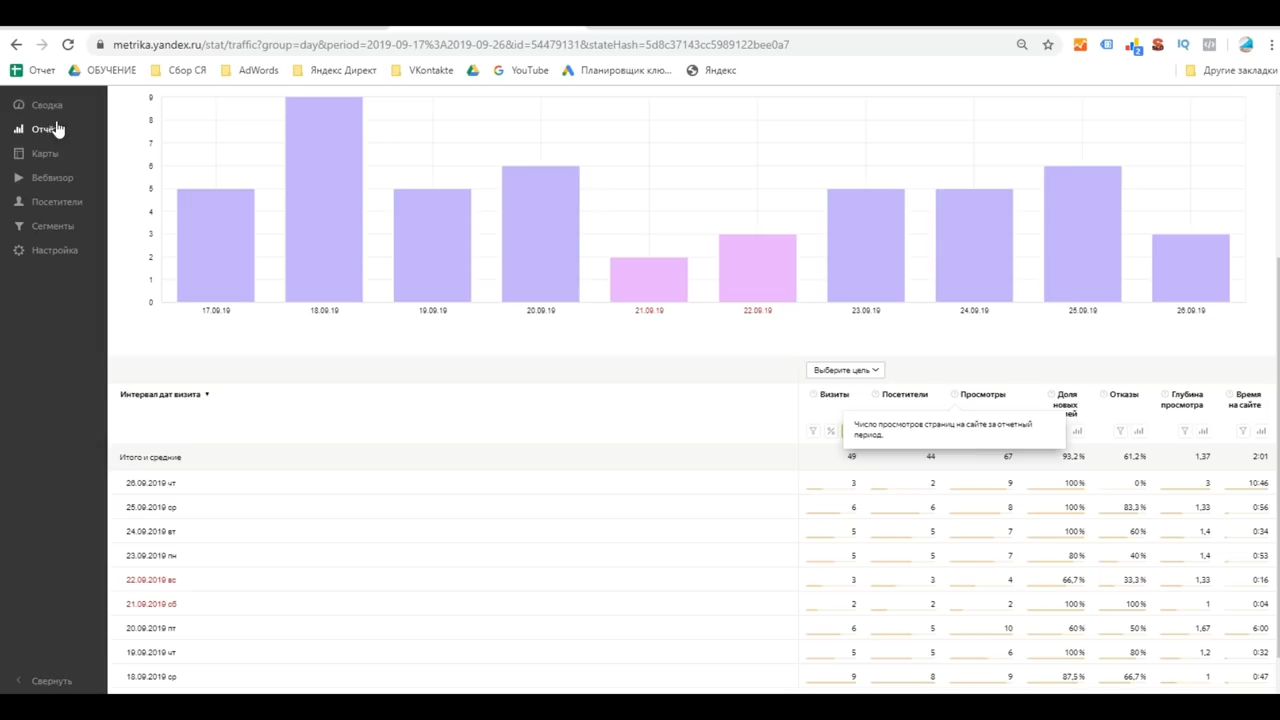 metrika.yandex.ru/stat/traffic?group=day&period=2019-09-17%3A2019-09-26&id=54479131&stateHash=5d8c37143cc5989122bee0a7
2
Отчет ОБУЧЕНИЕ Сбор СЯ AdWords Яндекс Директ VKontakte YouTube Планировщик клю... Яндекс Другие закладки
Сводка
Отчё
Карты
Вебвизор
Посетители
Сегменты
Настройка
Свернуть
9
8
7
6
5
4
3
2
1
0
17.09.19 18.09.19 19.09.19 20.09.19 21.09.19 22.09.19 23.09.19 24.09.19 25.09.19 26.09.19
Выберите цель
Интервал дат визита Визиты Посетители Просмотры Доля Отказы Глубина Время
новых просмотра на сайте
ей
%
Число просмотров страниц на сайте за отчетный
период.
Итого и средние 49 44 67 93,2% 61,2% 1,37 2:01
26.09.2019 чт 3 2 9 100% 0% 3 10:46
25.09.2019 ср 6 6 8 100% 83,3% 1,33 0:56
24.09.2019 вт 5 5 7 100% 60% 1,4 0:34
23.09.2019 пн 5 5 7 80% 40% 1,4 0:53
22.09.2019 вс 3 3 4 66,7% 33,3% 1,33 0:16
21.09.2019 сб 2 2 2 100% 100% 1 0:04
20.09.2019 пт 6 5 10 60% 50% 1,67 6:00
19.09.2019 чт 5 5 6 100% 80% 1,2 0:32
18.09.2019 ср 9 8 9 87,5% 66,7% 1 0:47